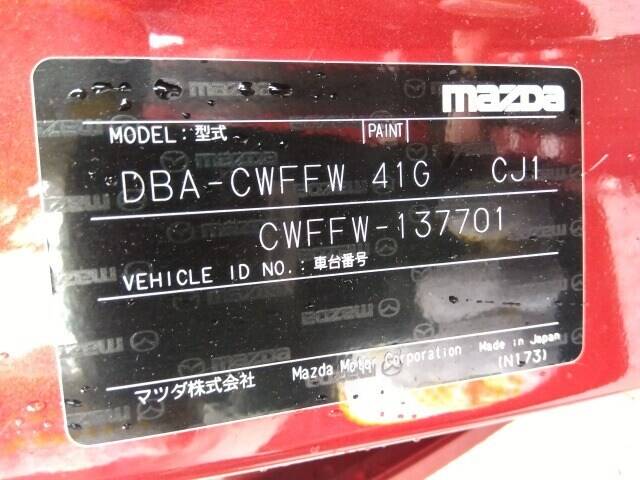 mazda
MODEL:型式 PAINT
DBA-CWFFW 41G CJ1
CWFFW-137701
VEHICLE ID NO.:車台番号
マツダ株式会社 Mazda Motor Corporation Made in Japan
(N173)